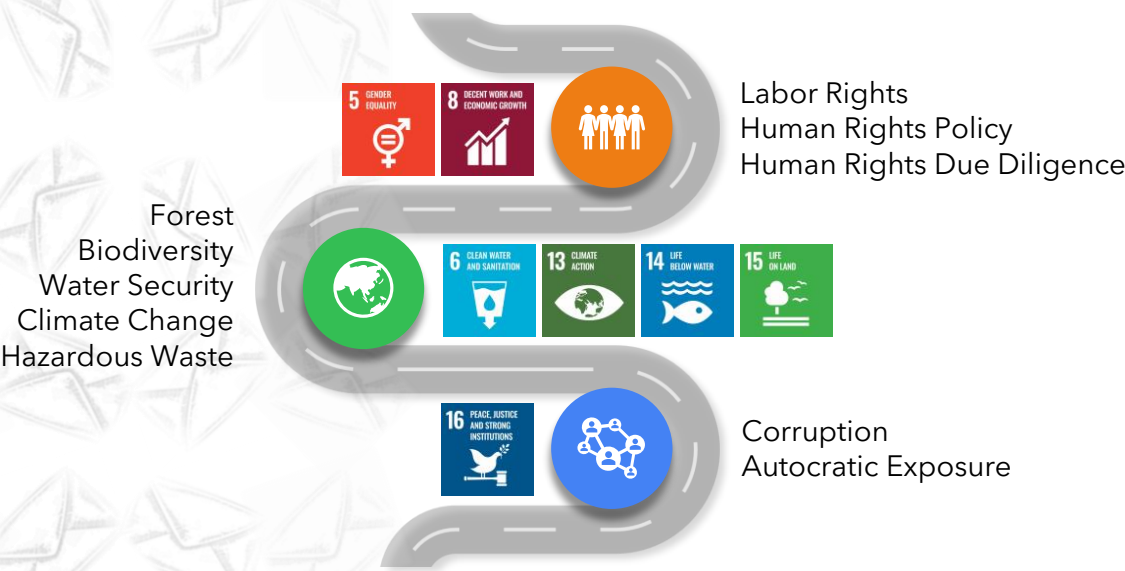 5 GENDER
EQUALITY
8 DECENT WORK AND
ECONOMIC GROWTH
Labor Rights
Human Rights Policy
Human Rights Due Diligence
Forest
Biodiversity
Water Security
Climate Change
Hazardous Waste
6 CLEAN WATER
AND SANITATION
13 CLIMATE
ACTION
14 LIFE
BELOW WATER
15 LIFE
ON LAND
16 PEACE, JUSTICE
AND STRONG
INSTITUTIONS
Corruption
Autocratic Exposure